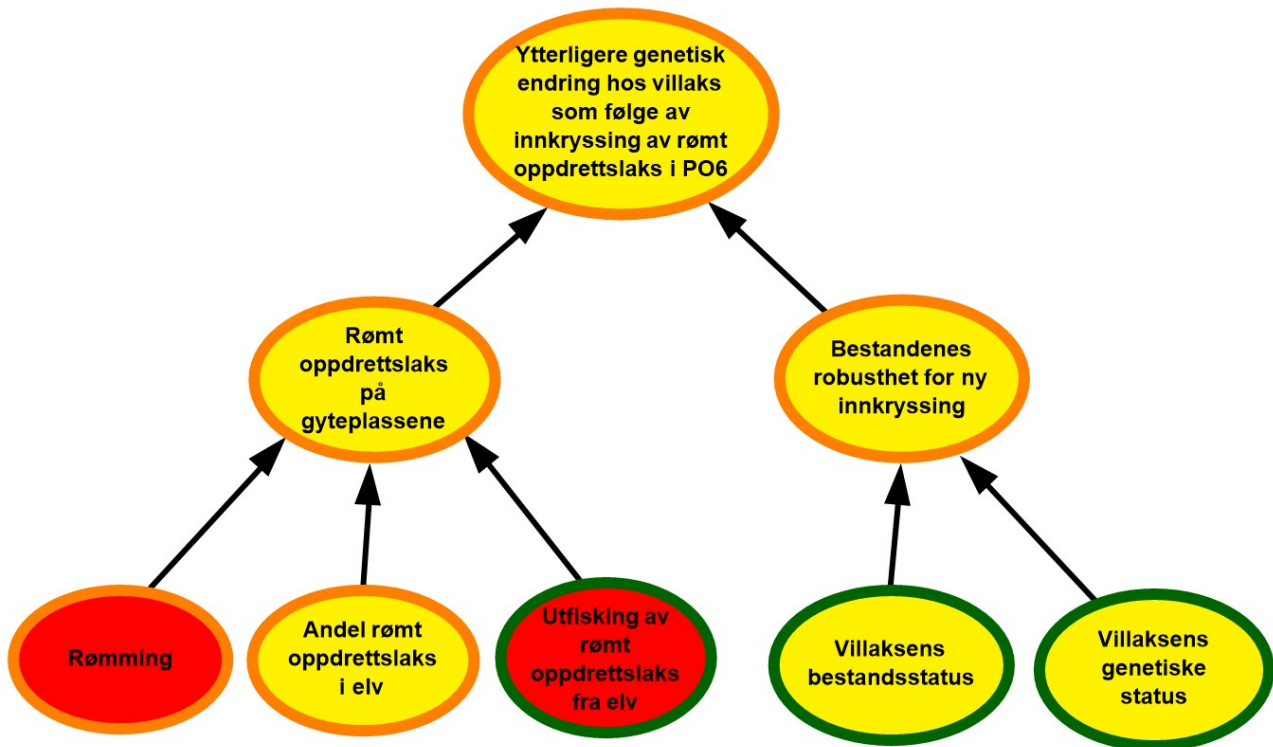 Ytterligere genetisk
endring hos villaks
som følge av
innkryssing av rømt
oppdrettslaks i PO6
Rømt
oppdrettslaks
på
gyteplassene
Bestandenes
robusthet for ny
innkryssing
Rømming
Andel rømt
oppdrettslaks
i elv
Utfisking av
rømt
oppdrettslaks
fra elv
Villaksens
bestandsstatus
Villaksens
genetiske
status